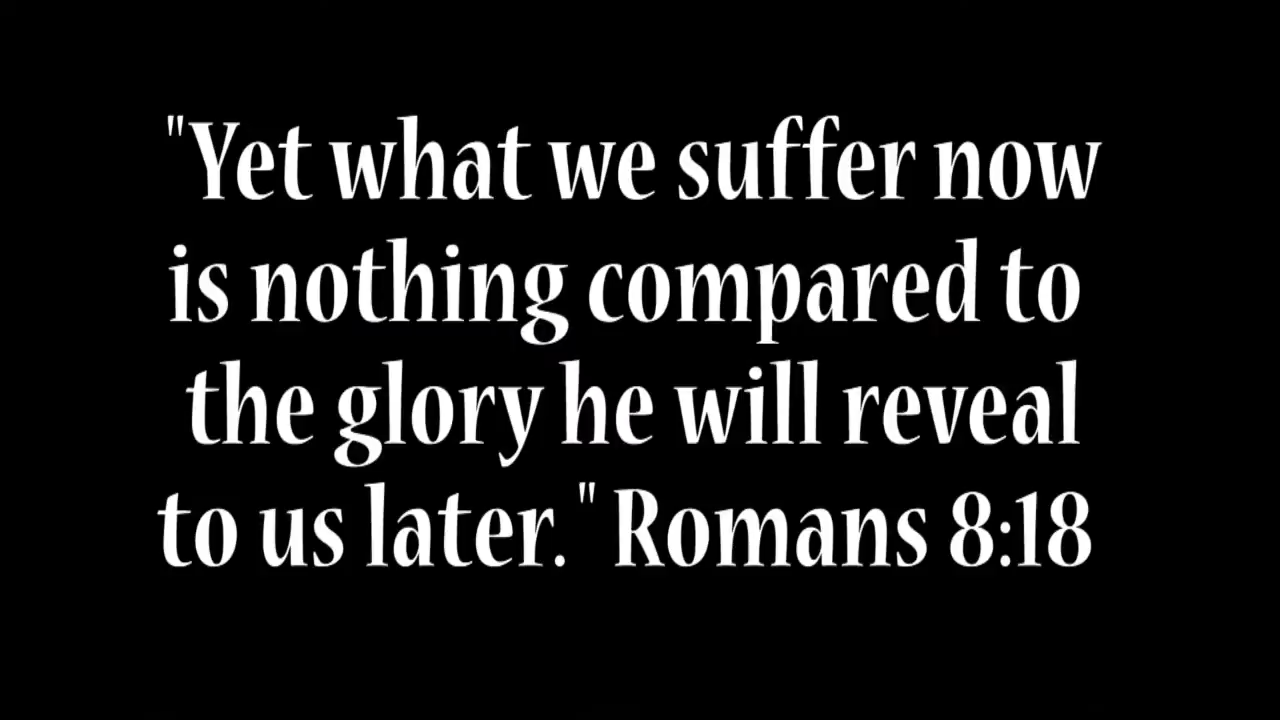 "Yet what we suffer now
is nothing compared to
the glory he will reveal
to us later." Romans 8:18